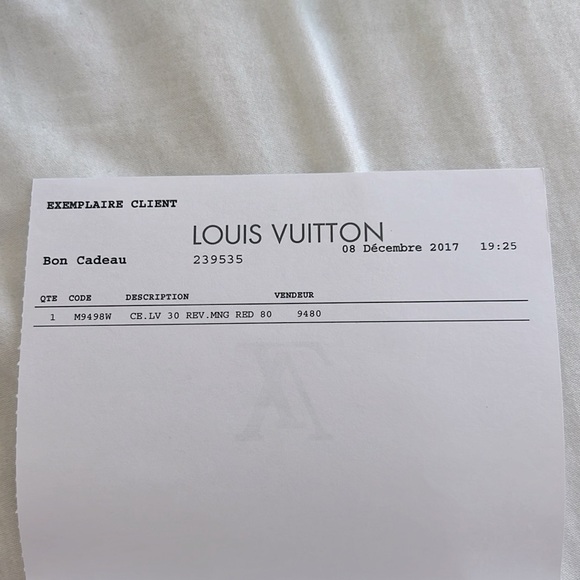 EXEMPLAIRE CLIENT
LOUIS VUITTON
08 Décembre 2017 19:25
Bon Cadeau 239535
QTE CODE DESCRIPTION VENDEUR
1 M9498W CE.LV 30 REV.MNG RED 80 9480